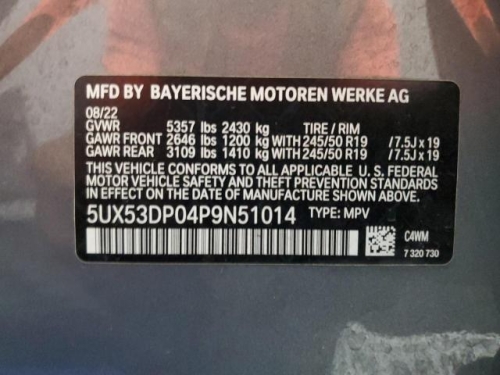 MFD BY BAYERISCHE MOTOREN WERKE AG
08/22
GVWR 5357 lbs 2430 kg TIRE / RIM
GAWR FRONT 2646 lbs 1200 kg WITH 245/50 R19 / 7.5J x 19
GAWR REAR 3109 lbs 1410 kg WITH 245/50 R19 / 7.5J x 19
THIS VEHICLE CONFORMS TO ALL APPLICABLE U. S. FEDERAL
MOTOR VEHICLE SAFETY STANDARDS IN EFFECT ON THE
DATE OF MANUFACTURE SHOWN ABOVE.
5UX53DP04P9N51014 TYPE: MPV
C4WM
7 320 730